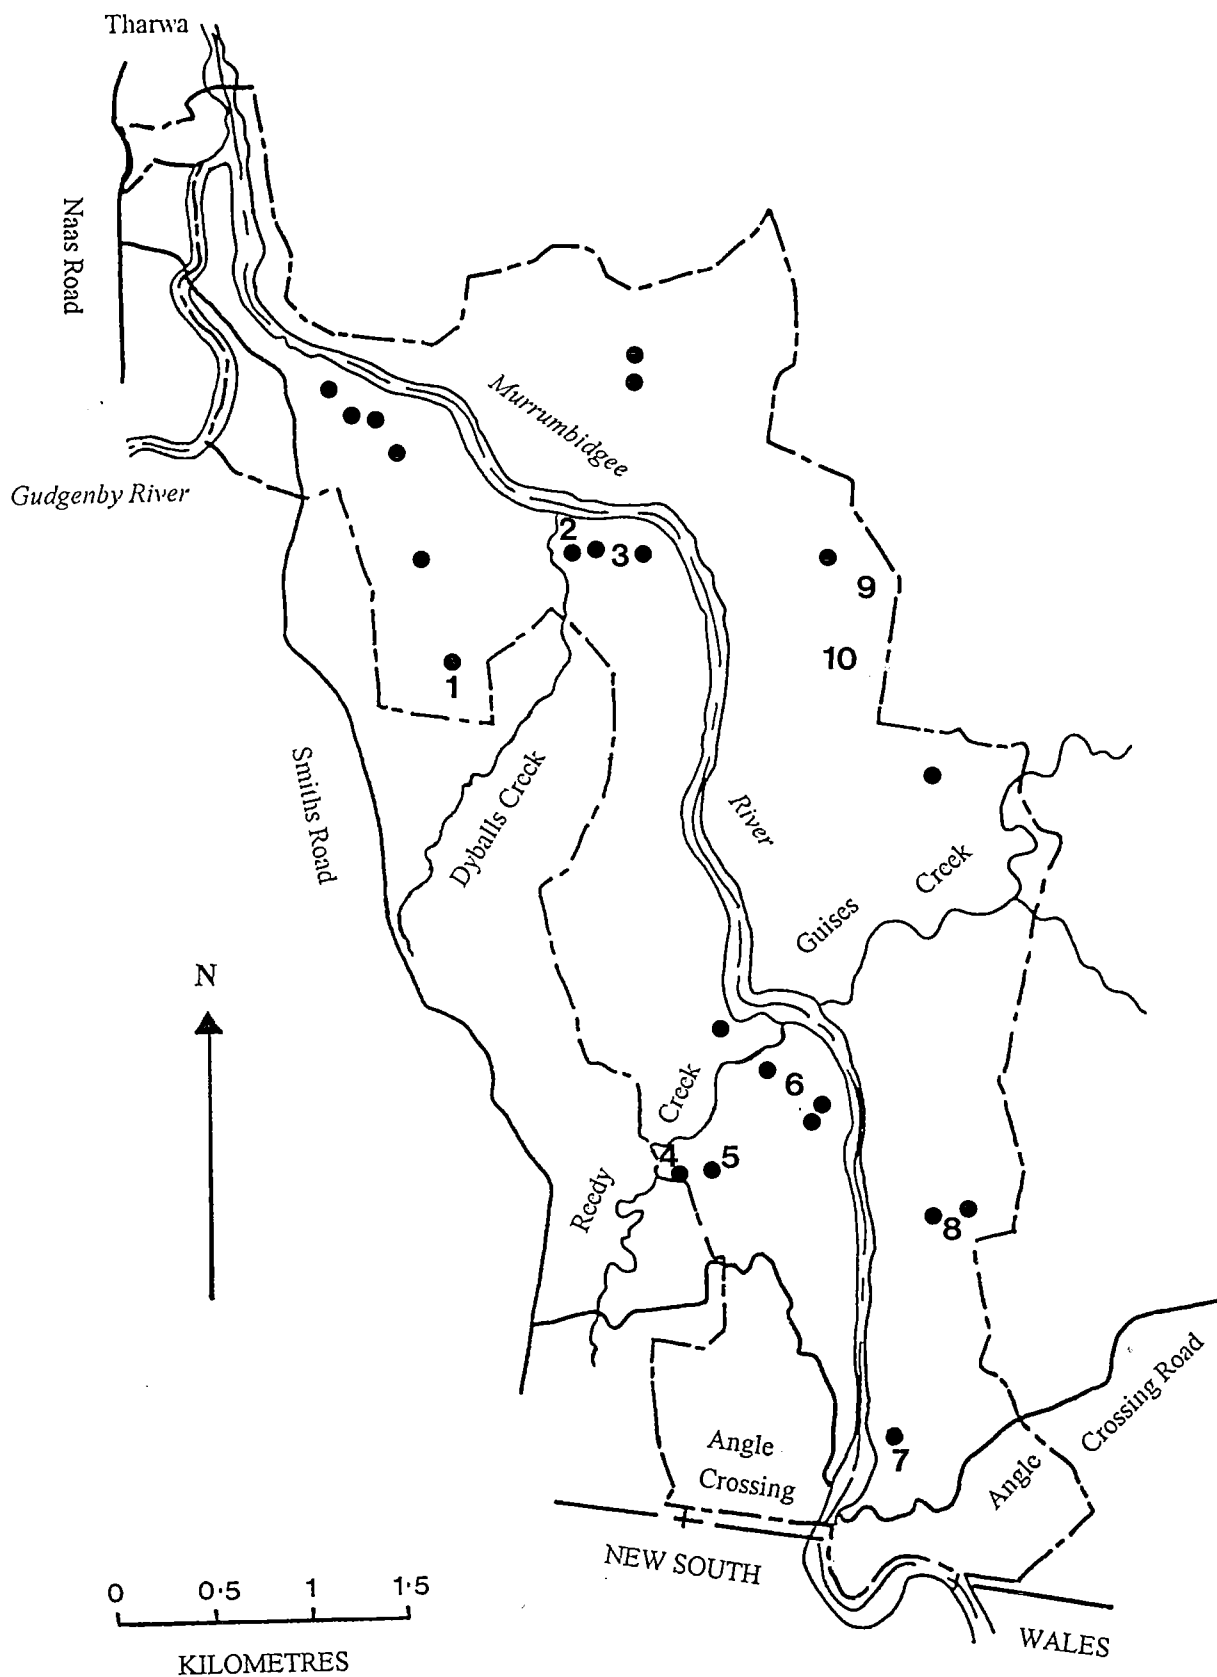 Tharwa
Naas Road
Murrumbidgee
Gudgenby River
2
3
9
10
1
Smiths Road
Dyballs Creek
River
Creek
Guises
N
Creek
6
4
5
Reedy
8
Angle
Crossing
7
Angle
Crossing Road
NEW SOUTH
WALES
0 0·5 1 1·5
KILOMETRES